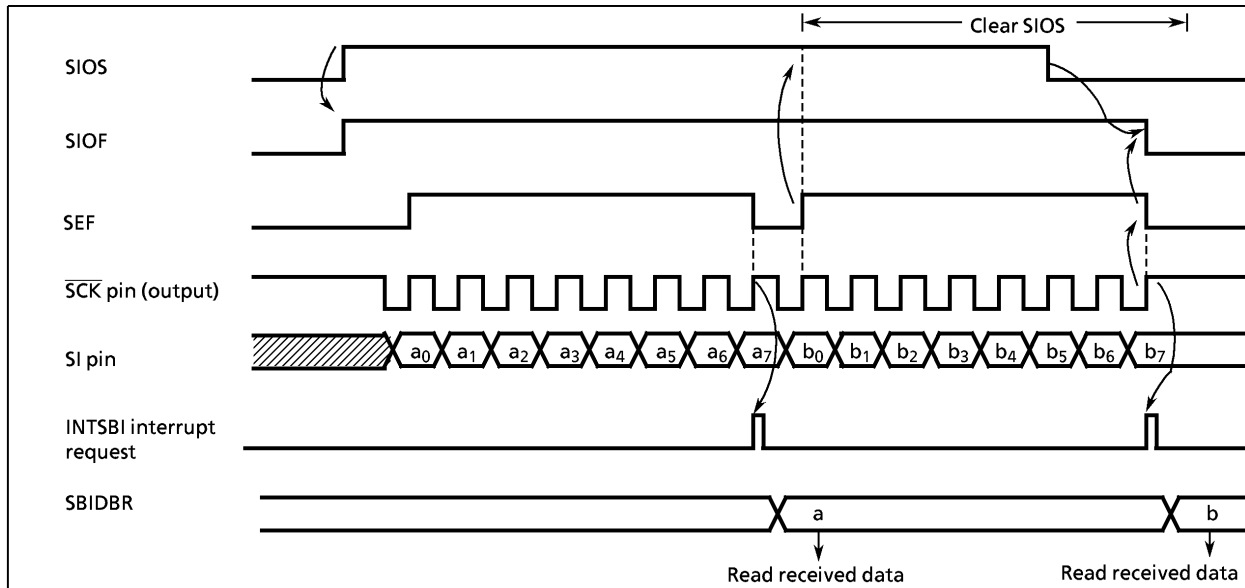 Clear SIOS
SIOS
SIOF
SEF
SCK pin (output)
SI pin
a0 a1 a2 a3 a4 a5 a6 a7 b0 b1 b2 b3 b4 b5 b6 b7
INTSBI interrupt
request
SBIDBR
a b
Read received data Read received data